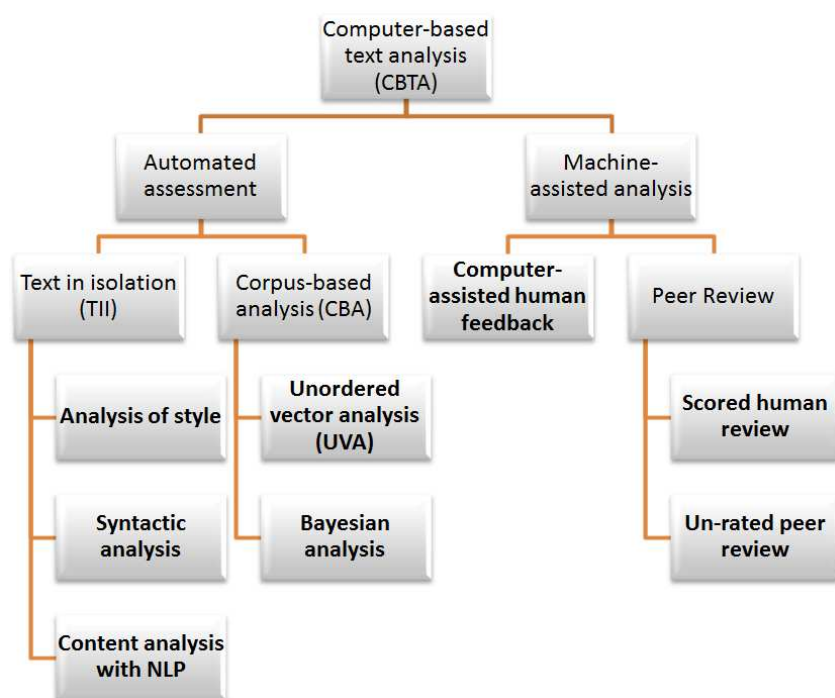 Computer-based
text analysis
(CBTA)
Automated
assessment
Machine-
assisted analysis
Text in isolation
(TII)
Corpus-based
analysis (CBA)
Computer-
assisted human
feedback
Peer Review
Analysis of style
Unordered
vector analysis
(UVA)
Scored human
review
Syntactic
analysis
Bayesian
analysis
Un-rated peer
review
Content analysis
with NLP